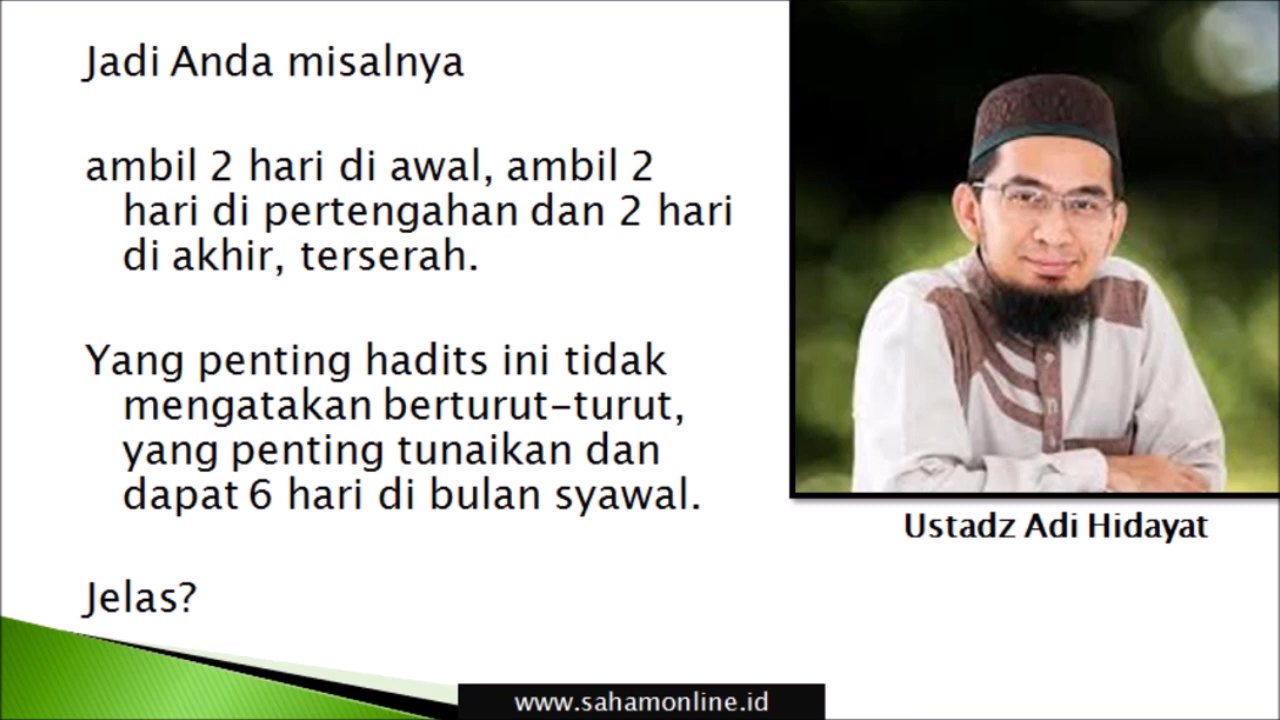 Jadi Anda misalnya
ambil 2 hari di awal, ambil 2
hari di pertengahan dan 2 hari
di akhir, terserah.
Yang penting hadits ini tidak
mengatakan berturut-turut,
yang penting tunaikan dan
dapat 6 hari di bulan syawal.
Jelas?
Ustadz Adi Hidayat
www.sahamonline.id